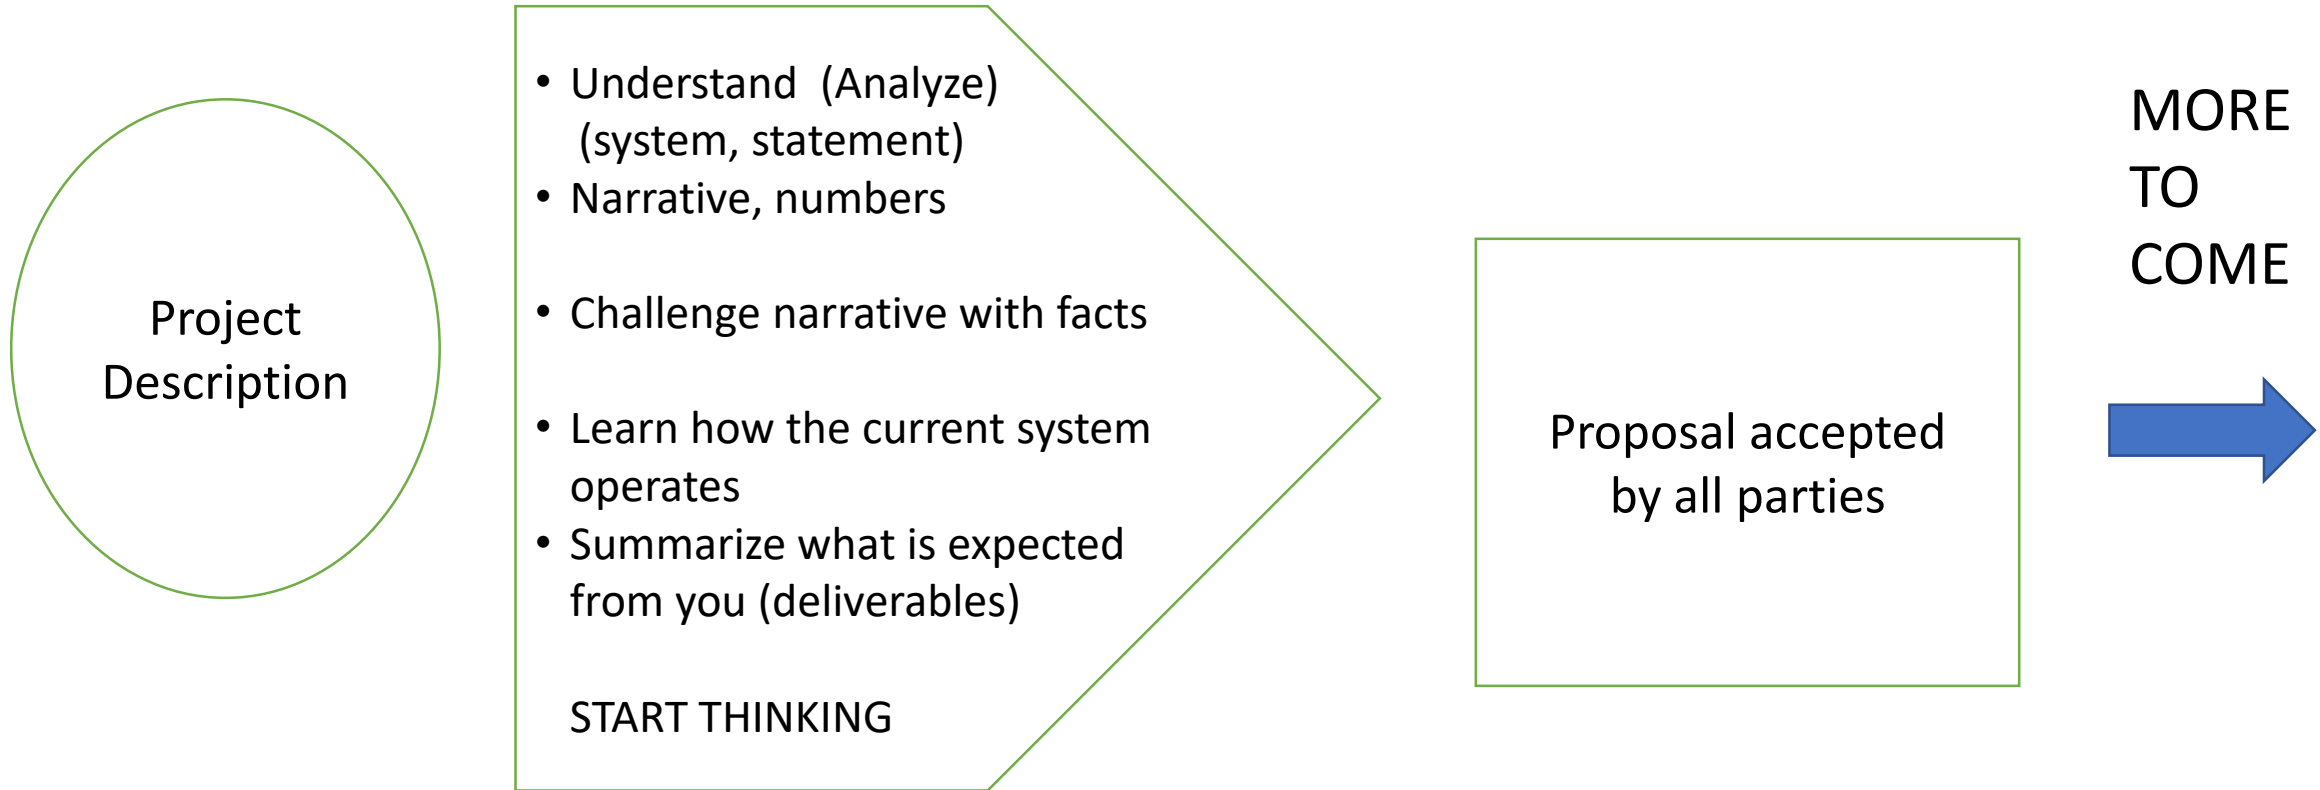 Project
Description
• Understand  (Analyze)
(system, statement)
• Narrative, numbers
• Challenge narrative with facts
• Learn how the current system
operates
• Summarize what is expected
from you (deliverables)
START THINKING
Proposal accepted
by all parties
MORE
TO
COME